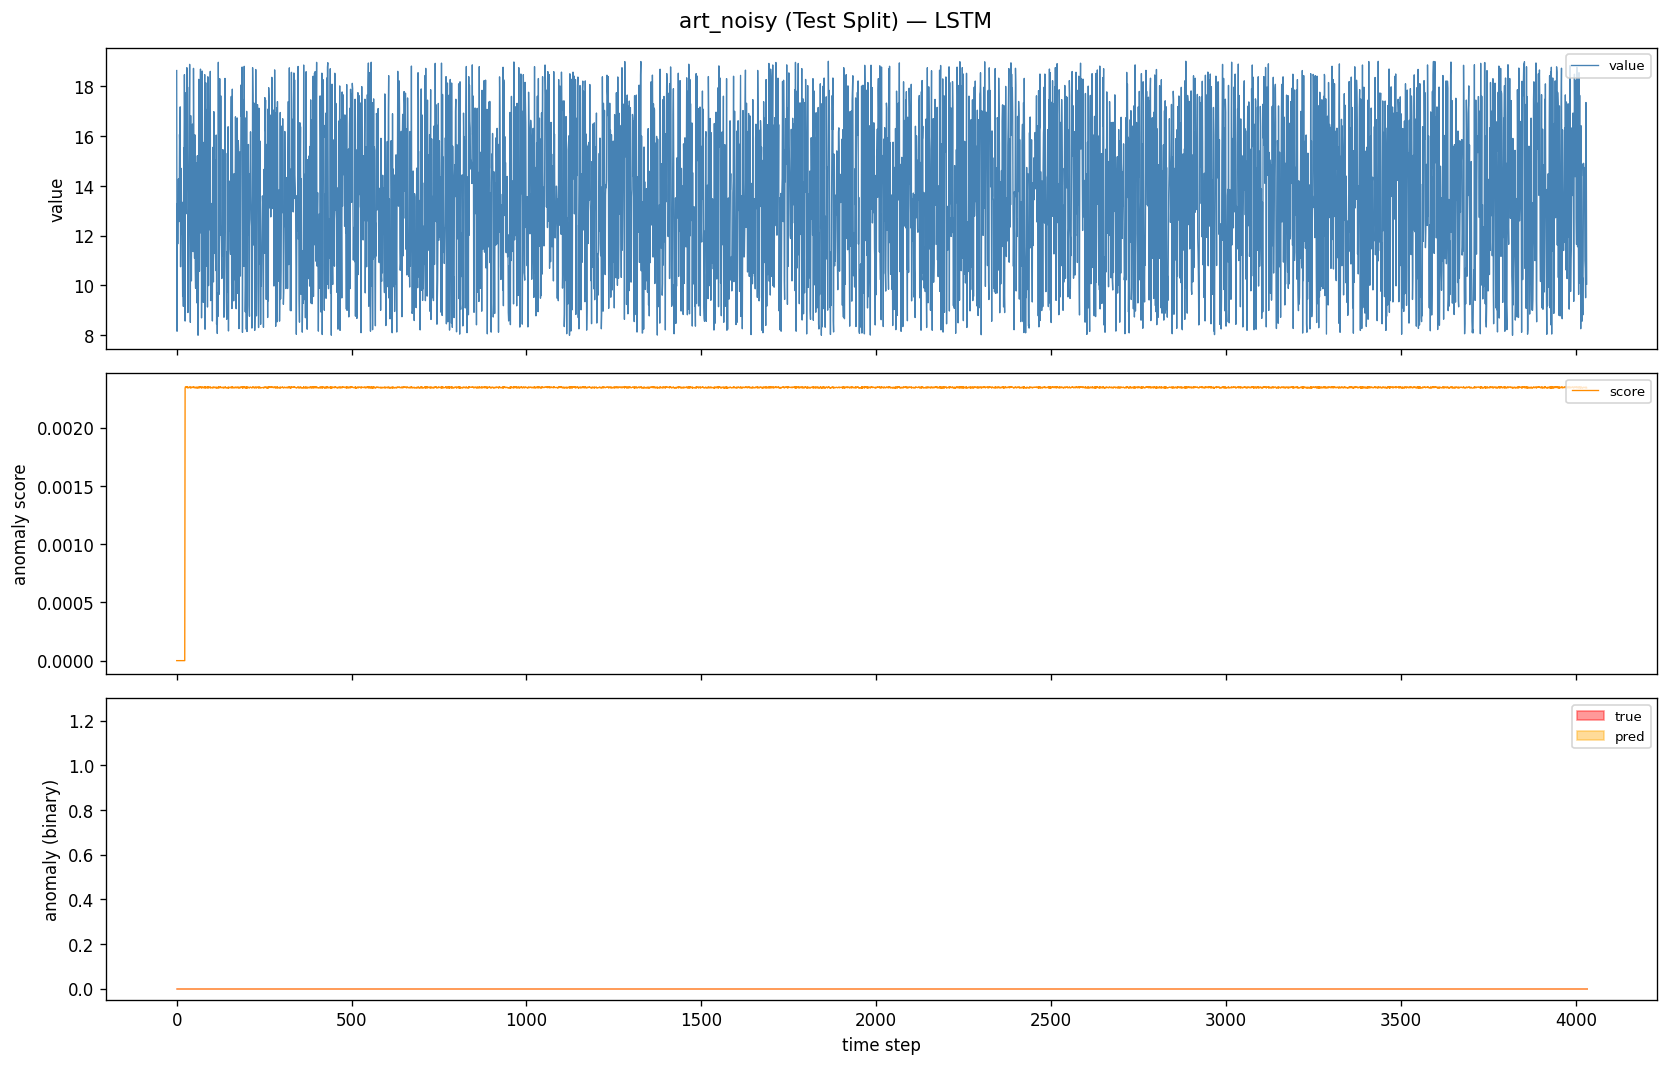 art_noisy (Test Split) — LSTM
value
18
16
14
12
10
8
value
score
0.0020
0.0015
0.0010
0.0005
0.0000
anomaly score
true
pred
1.2
1.0
0.8
0.6
0.4
0.2
0.0
anomaly (binary)
0 500 1000 1500 2000 2500 3000 3500 4000
time step